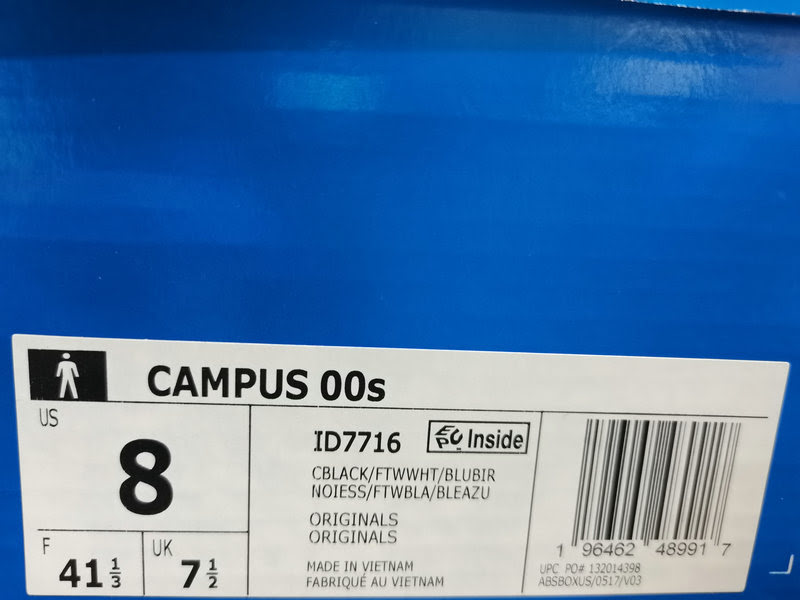 CAMPUS 00s
US
8
F
41 1/3
UK
7 1/2
ID7716
EPC Inside
CBLACK/FTWWHT/BLUBIR
NOIESS/FTWBLA/BLEAZU
ORIGINALS
ORIGINALS
MADE IN VIETNAM
FABRIQUÉ AU VIETNAM
1 96462 48991 7
UPC PO# 132014398
ABSBOXUS/0517/V03